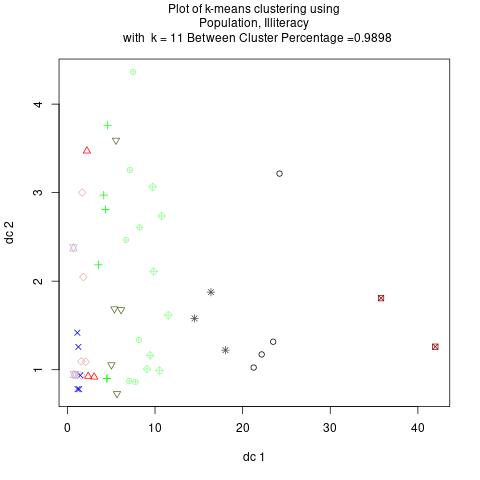 Plot of k-means clustering using
Population, Illiteracy
with  k = 11 Between Cluster Percentage =0.9898
4
3
2
1
dc 2
0
10
20
30
40
dc 1